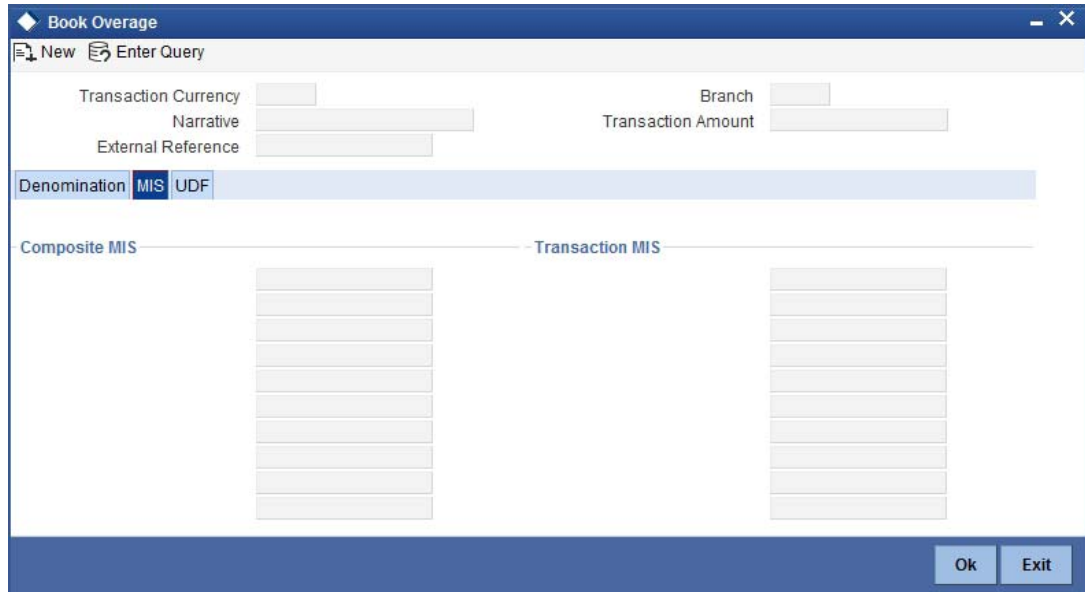 Book Overage
New Enter Query
Transaction Currency Branch
Narrative Transaction Amount
External Reference
Denomination MIS UDF
Composite MIS Transaction MIS
Ok Exit